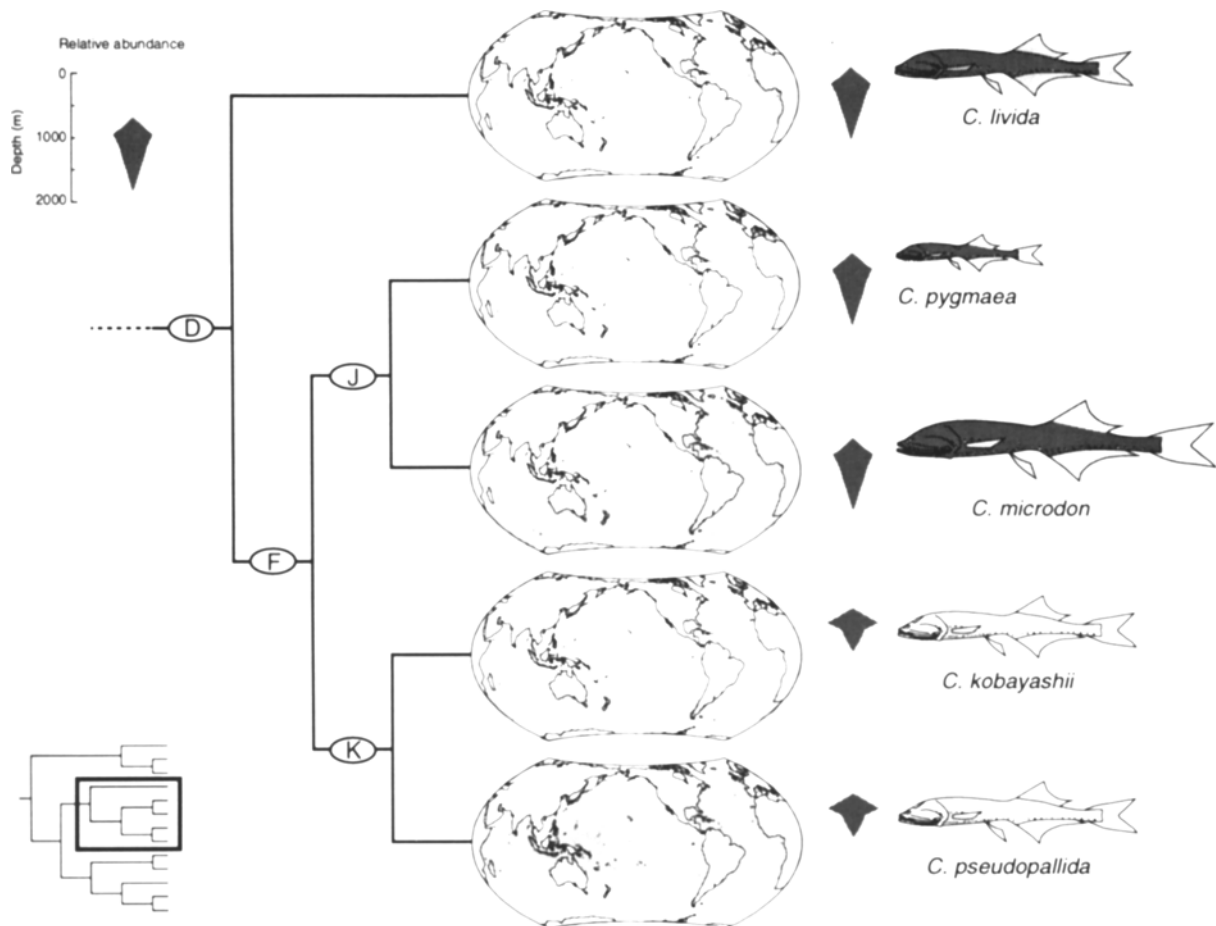 Relative abundance
0
Depth (m)
1000
2000
C. livida
C. pygmaea
D
J
C. microdon
F
C. kobayashii
K
C. pseudopallida